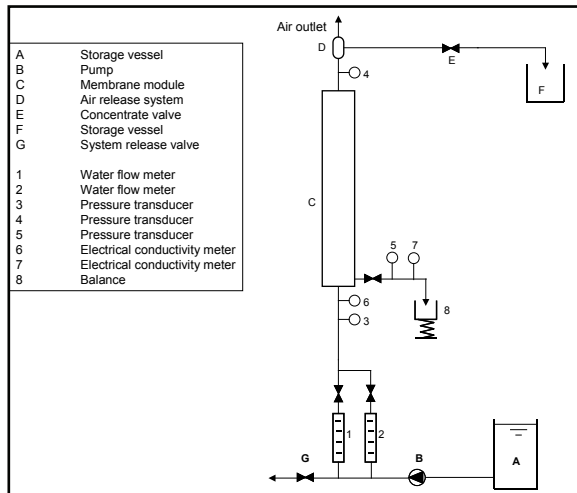 Air outlet
A Storage vessel
B Pump
C Membrane module
D Air release system
E Concentrate valve
F Storage vessel
G System release valve
1 Water flow meter
2 Water flow meter
3 Pressure transducer
4 Pressure transducer
5 Pressure transducer
6 Electrical conductivity meter
7 Electrical conductivity meter
8 Balance
D
E
4
F
C
5 7
8
6
3
1 2
G B A